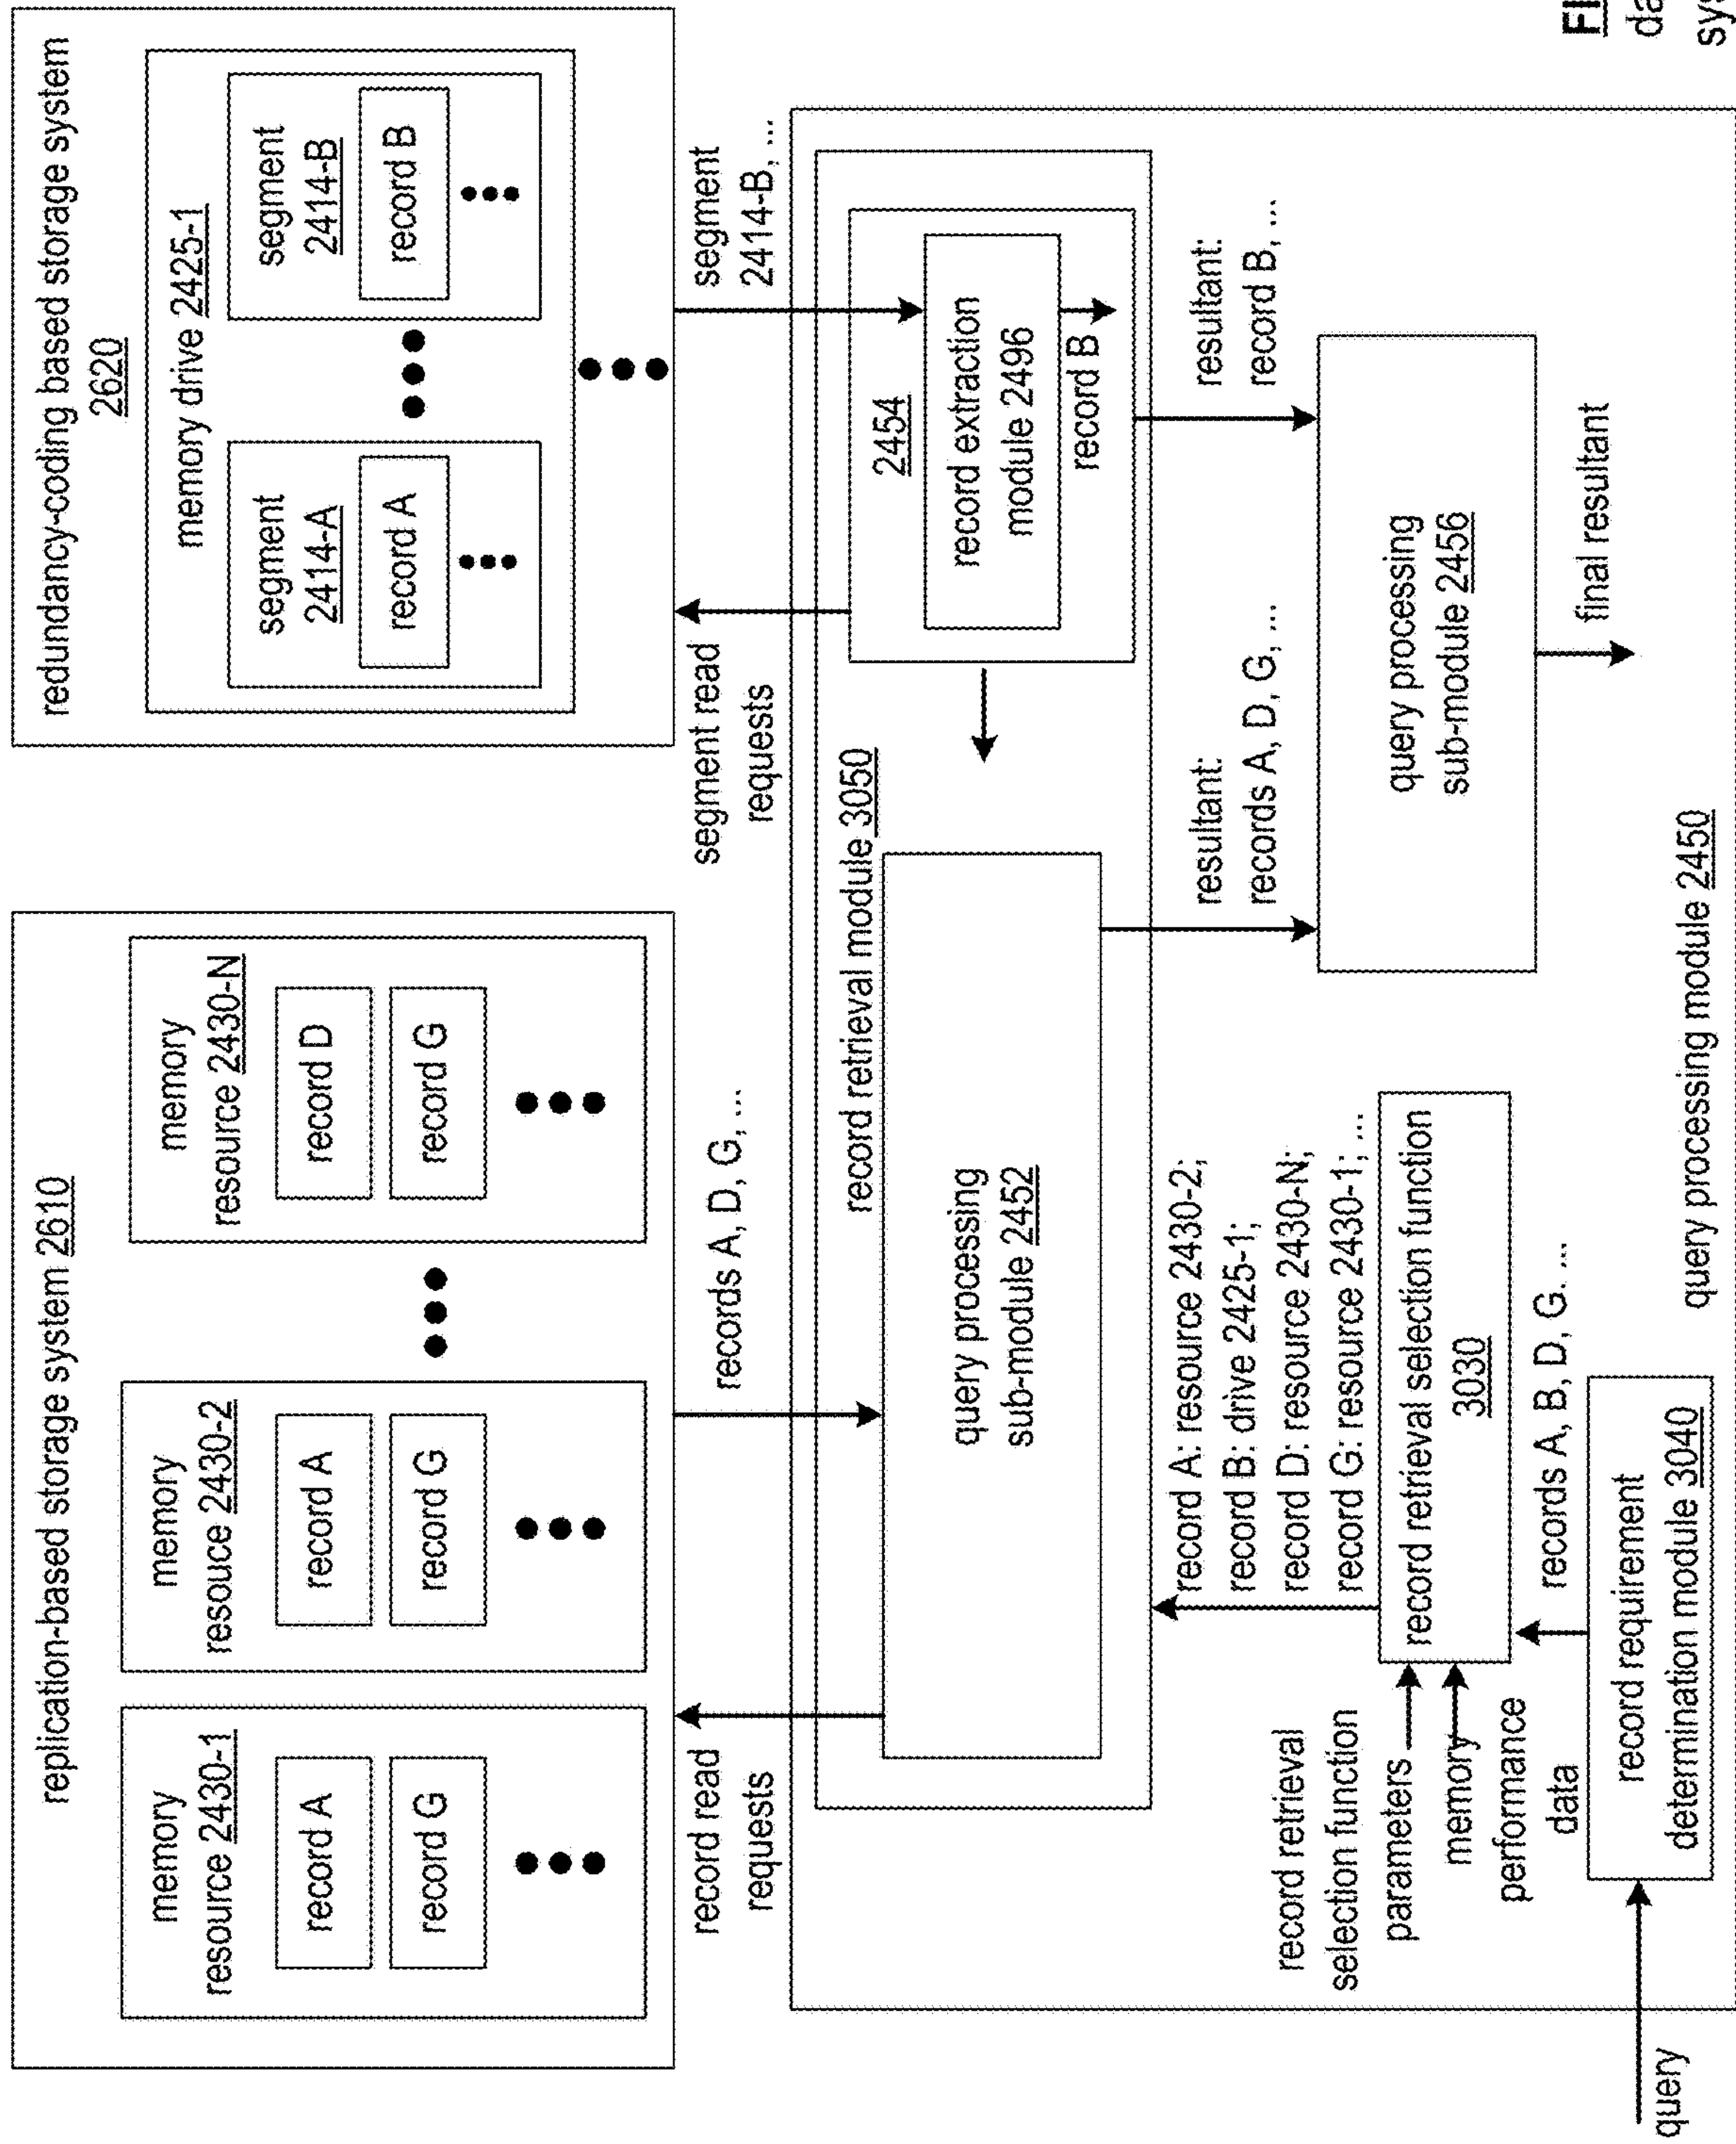 replication-based storage system 2610
memory
resource 2430-1
record A
record G
memory
resouce 2430-2
record A
record G
memory
resource 2430-N
record D
record G
redundancy-coding based storage system
2620
memory drive 2425-1
segment
2414-A
record A
segment
2414-B
record B
record read
requests
records A, D, G, ...
segment read
requests
segment
2414-B, ...
record retrieval module 3050
query processing
sub-module 2452
2454
record extraction
module 2496
record B
record A: resource 2430-2;
record B: drive 2425-1;
record D: resource 2430-N;
record G: resource 2430-1; ...
resultant:
records A, D, G, ...
resultant:
record B, ...
record retrieval
selection function
parameters
memory
performance
data
record retrieval selection function
3030
records A, B, D, G. ...
record requirement
determination module 3040
query
query processing
sub-module 2456
final resultant
query processing module 2450